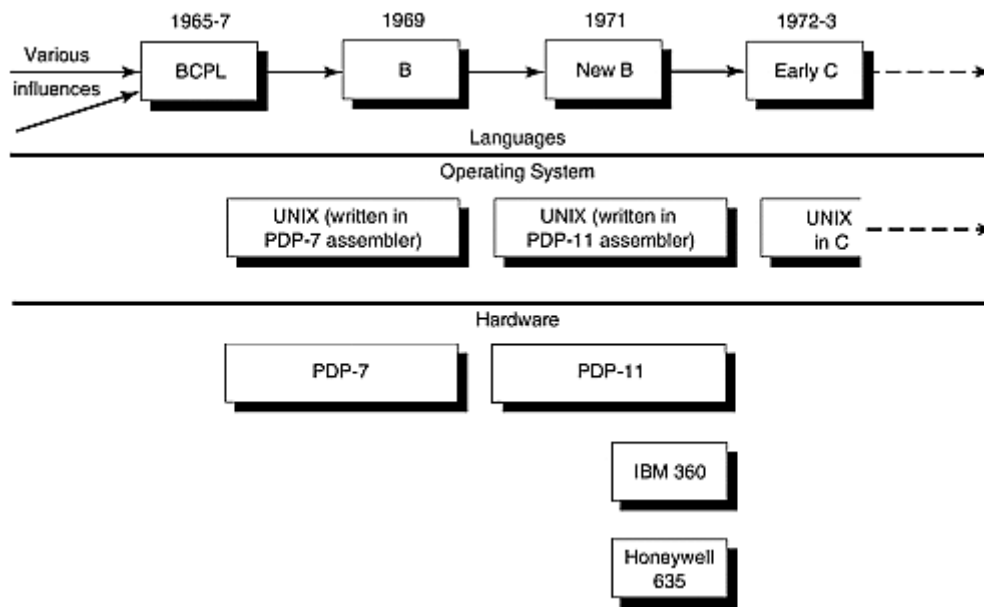 1965-7
1969
1971
1972-3
Various
influences
BCPL
B
New B
Early C
Languages
Operating System
UNIX (written in
PDP-7 assembler)
UNIX (written in
PDP-11 assembler)
UNIX
in C
Hardware
PDP-7
PDP-11
IBM 360
Honeywell
635